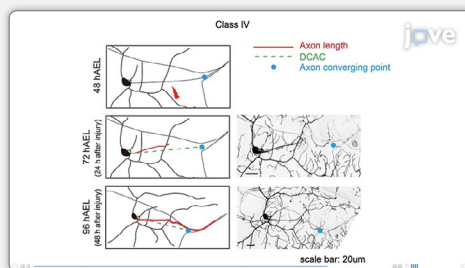 Class IV
jove
Axon length
DCAC
Axon converging point
48 hAEL
72 hAEL
(24 h after injury)
96 hAEL
(48 h after injury)
scale bar: 20um